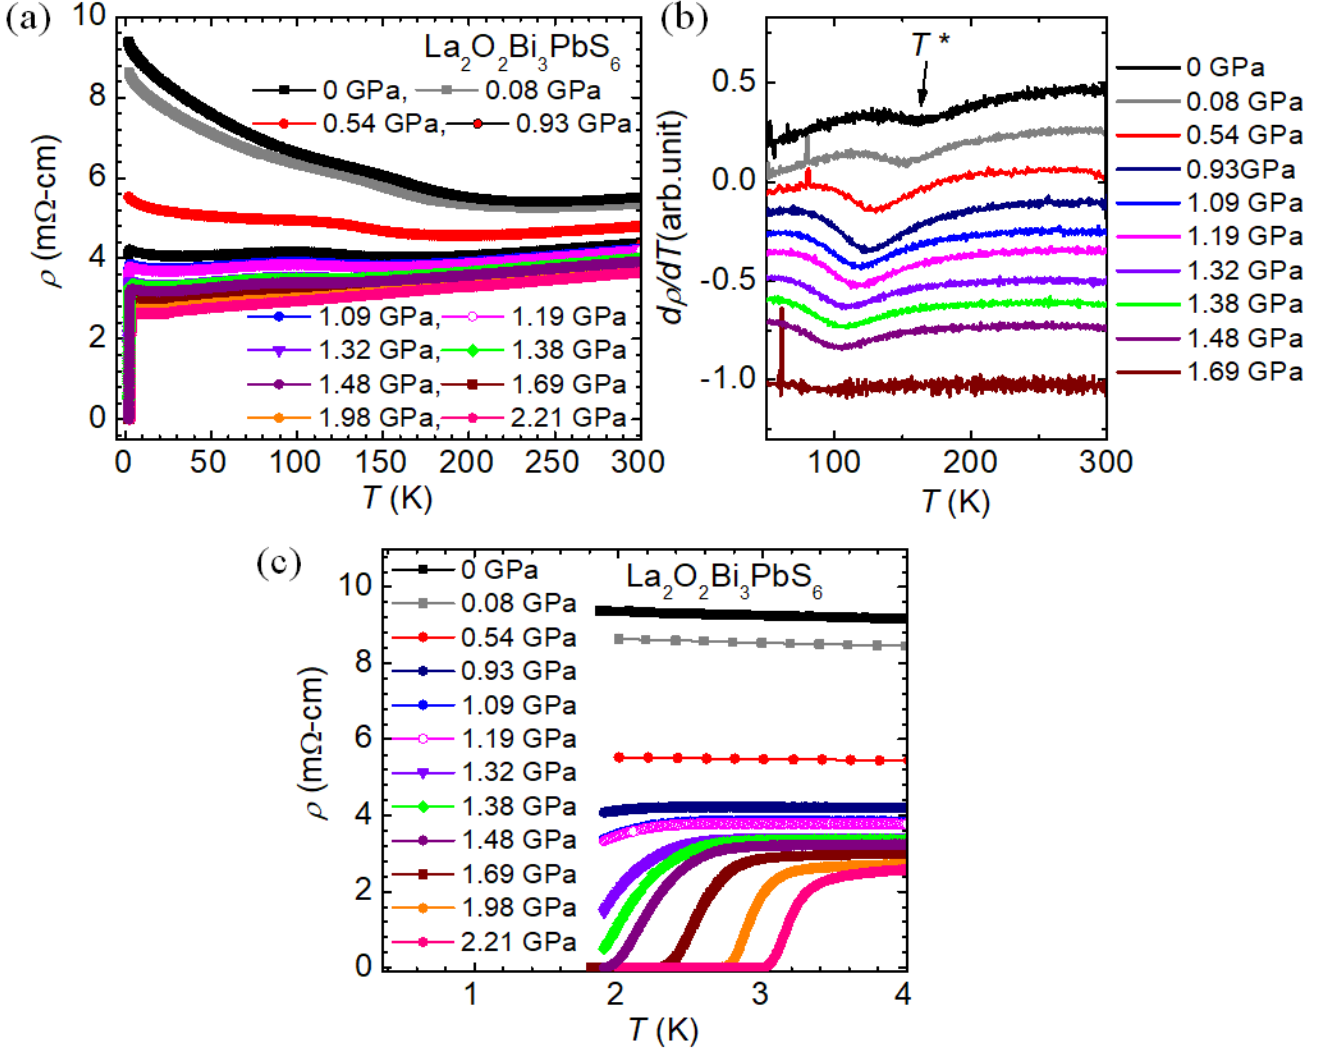 (a)
10
8
6
4
2
0
ρ (mΩ-cm)
La2O2Bi3PbS6
0 GPa, 0.08 GPa
0.54 GPa, 0.93 GPa
1.09 GPa, 1.19 GPa
1.32 GPa, 1.38 GPa
1.48 GPa, 1.69 GPa
1.98 GPa, 2.21 GPa
0 50 100 150 200 250 300
T (K)
(b)
T *
0.5
0.0
-0.5
-1.0
dρ/dT(arb.unit)
100 200 300
T (K)
0 GPa
0.08 GPa
0.54 GPa
0.93GPa
1.09 GPa
1.19 GPa
1.32 GPa
1.38 GPa
1.48 GPa
1.69 GPa
(c)
10
8
6
4
2
0
ρ (mΩ-cm)
0 GPa
0.08 GPa
0.54 GPa
0.93 GPa
1.09 GPa
1.19 GPa
1.32 GPa
1.38 GPa
1.48 GPa
1.69 GPa
1.98 GPa
2.21 GPa
La2O2Bi3PbS6
1 2 3 4
T (K)